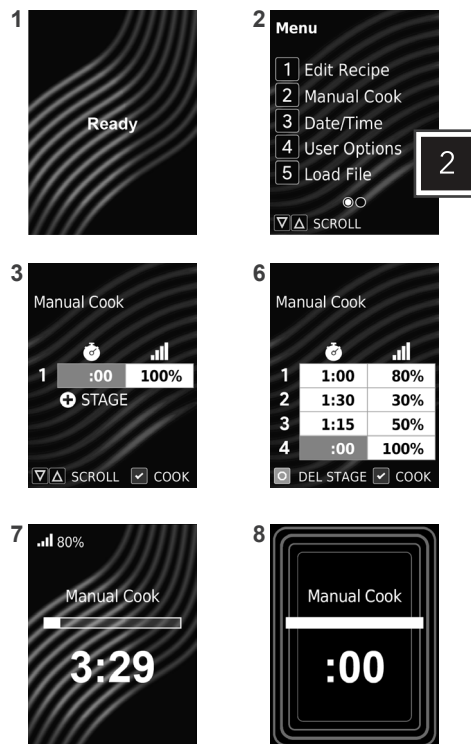 1
Ready
2
Menu
1 Edit Recipe
2 Manual Cook
3 Date/Time
4 User Options
5 Load File
SCROLL
2
3
Manual Cook
1 :00 100%
STAGE
SCROLL COOK
6
Manual Cook
1 1:00 80%
2 1:30 30%
3 1:15 50%
4 :00 100%
DEL STAGE COOK
7
80%
Manual Cook
3:29
8
Manual Cook
:00